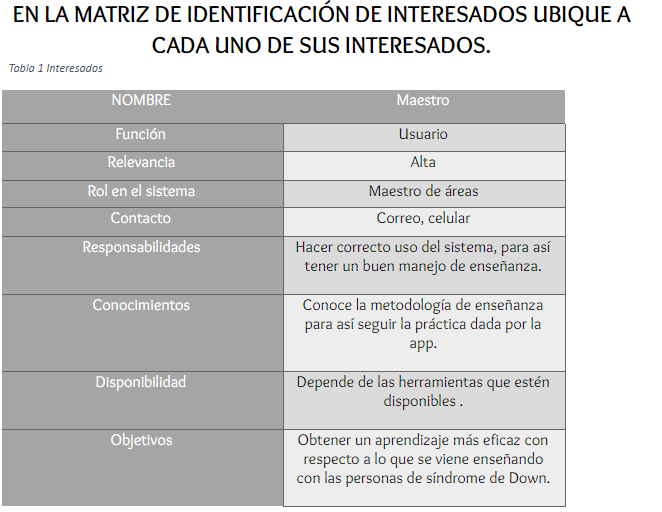 EN LA MATRIZ DE IDENTIFICACIÓN DE INTERESADOS UBIQUE A
CADA UNO DE SUS INTERESADOS.
Tabla 1 Interesados
NOMBRE Maestro
Función Usuario
Relevancia Alta
Rol en el sistema Maestro de áreas
Contacto Correo, celular
Responsabilidades Hacer correcto uso del sistema, para así
tener un buen manejo de enseñanza.
Conocimientos Conoce la metodología de enseñanza
para así seguir la práctica dada por la
app.
Disponibilidad Depende de las herramientas que estén
disponibles .
Objetivos Obtener un aprendizaje más eficaz con
respecto a lo que se viene enseñando
con las personas de síndrome de Down.